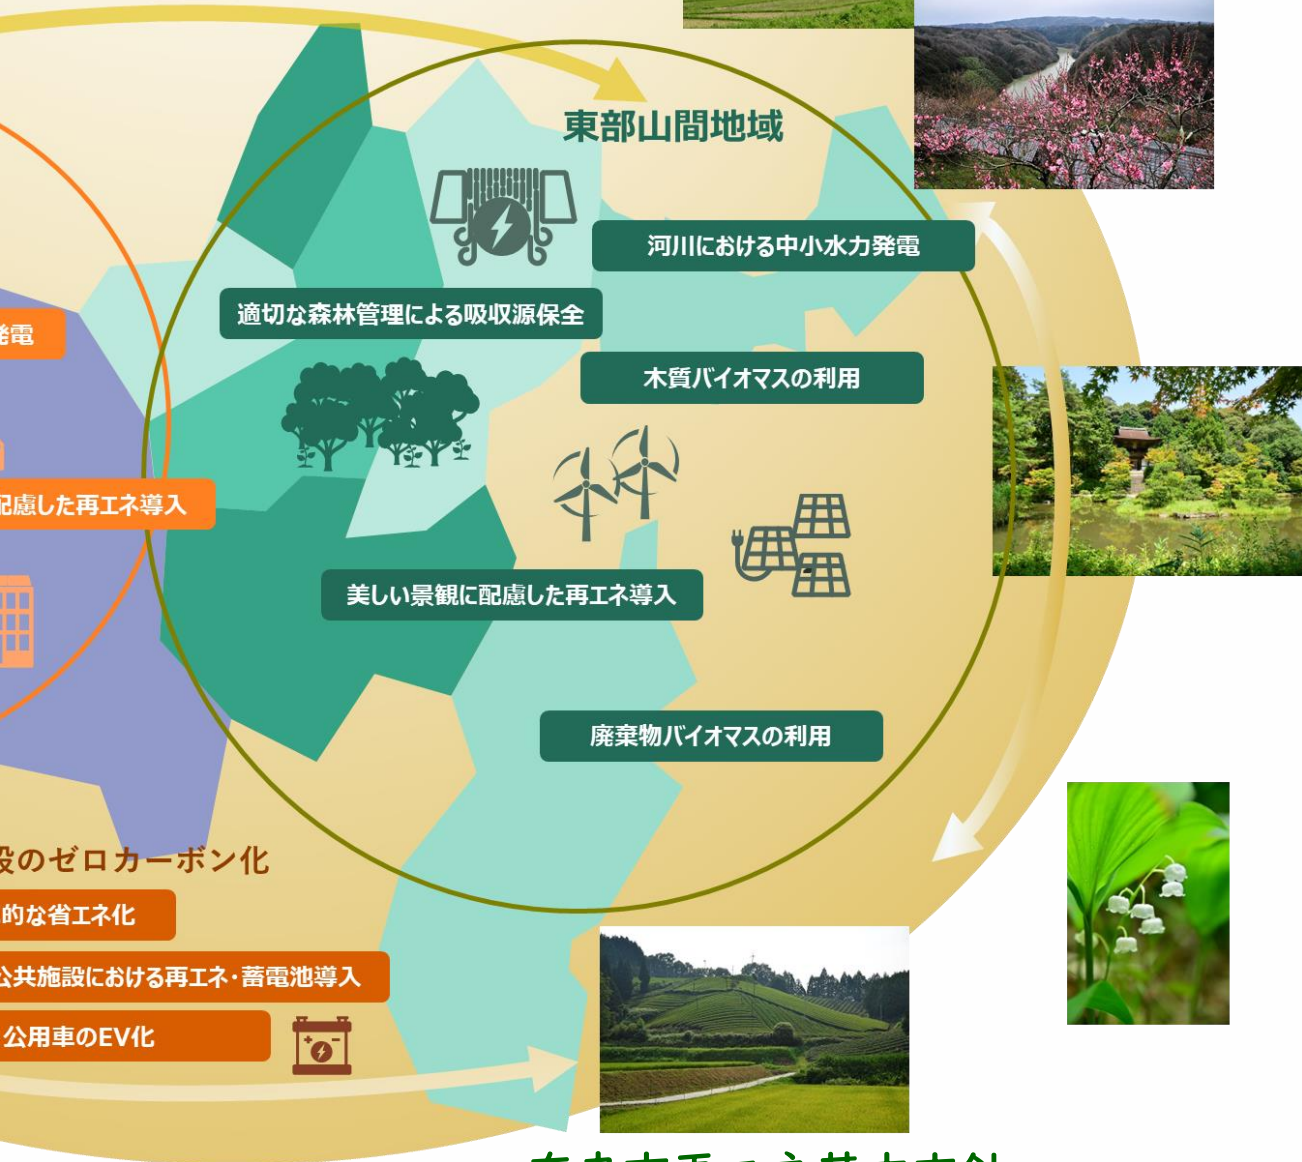 東部山間地域
河川における中小水力発電
適切な森林管理による吸収源保全
発電
木質バイオマスの利用
配慮した再エネ導入
美しい景観に配慮した再エネ導入
廃棄物バイオマスの利用
設のゼロカーボン化
的な省エネ化
公共施設における再エネ・蓄電池導入
公用車のEV化